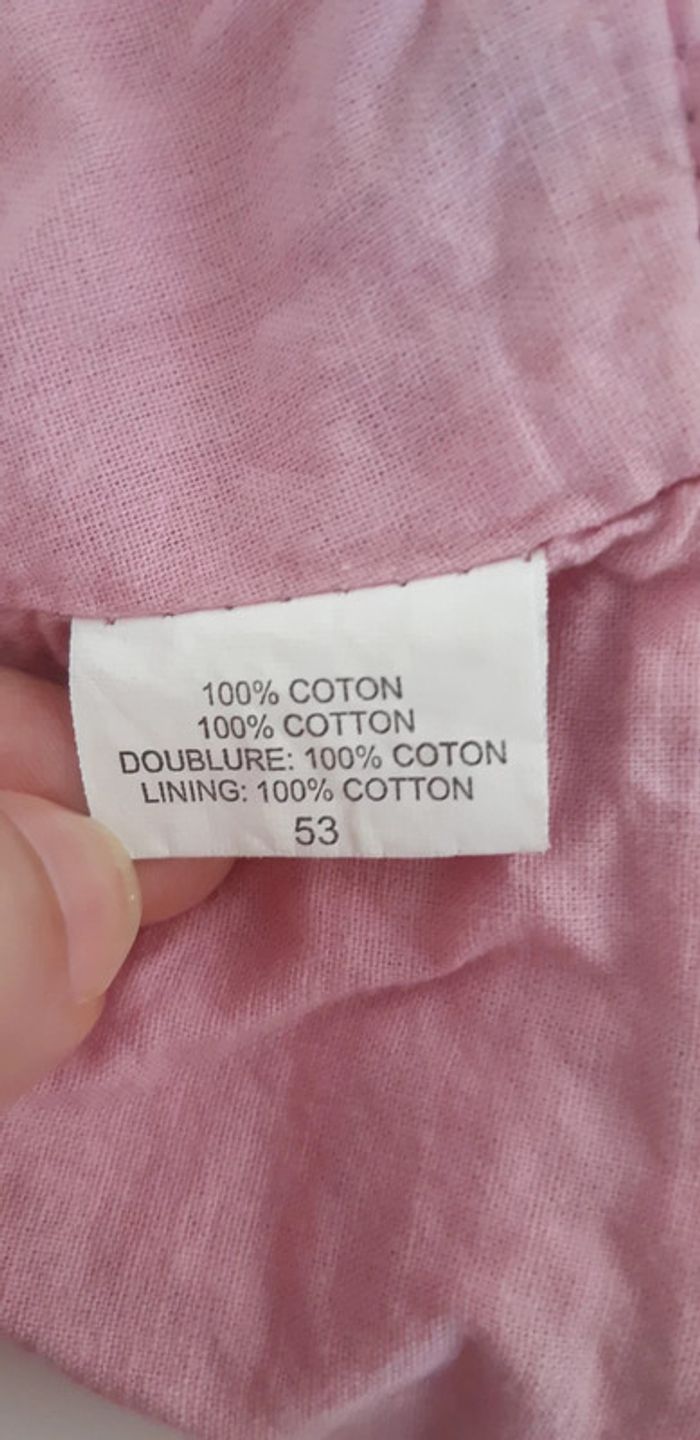 100% COTON
100% COTTON
DOUBLURE: 100% COTON
LINING: 100% COTTON
53